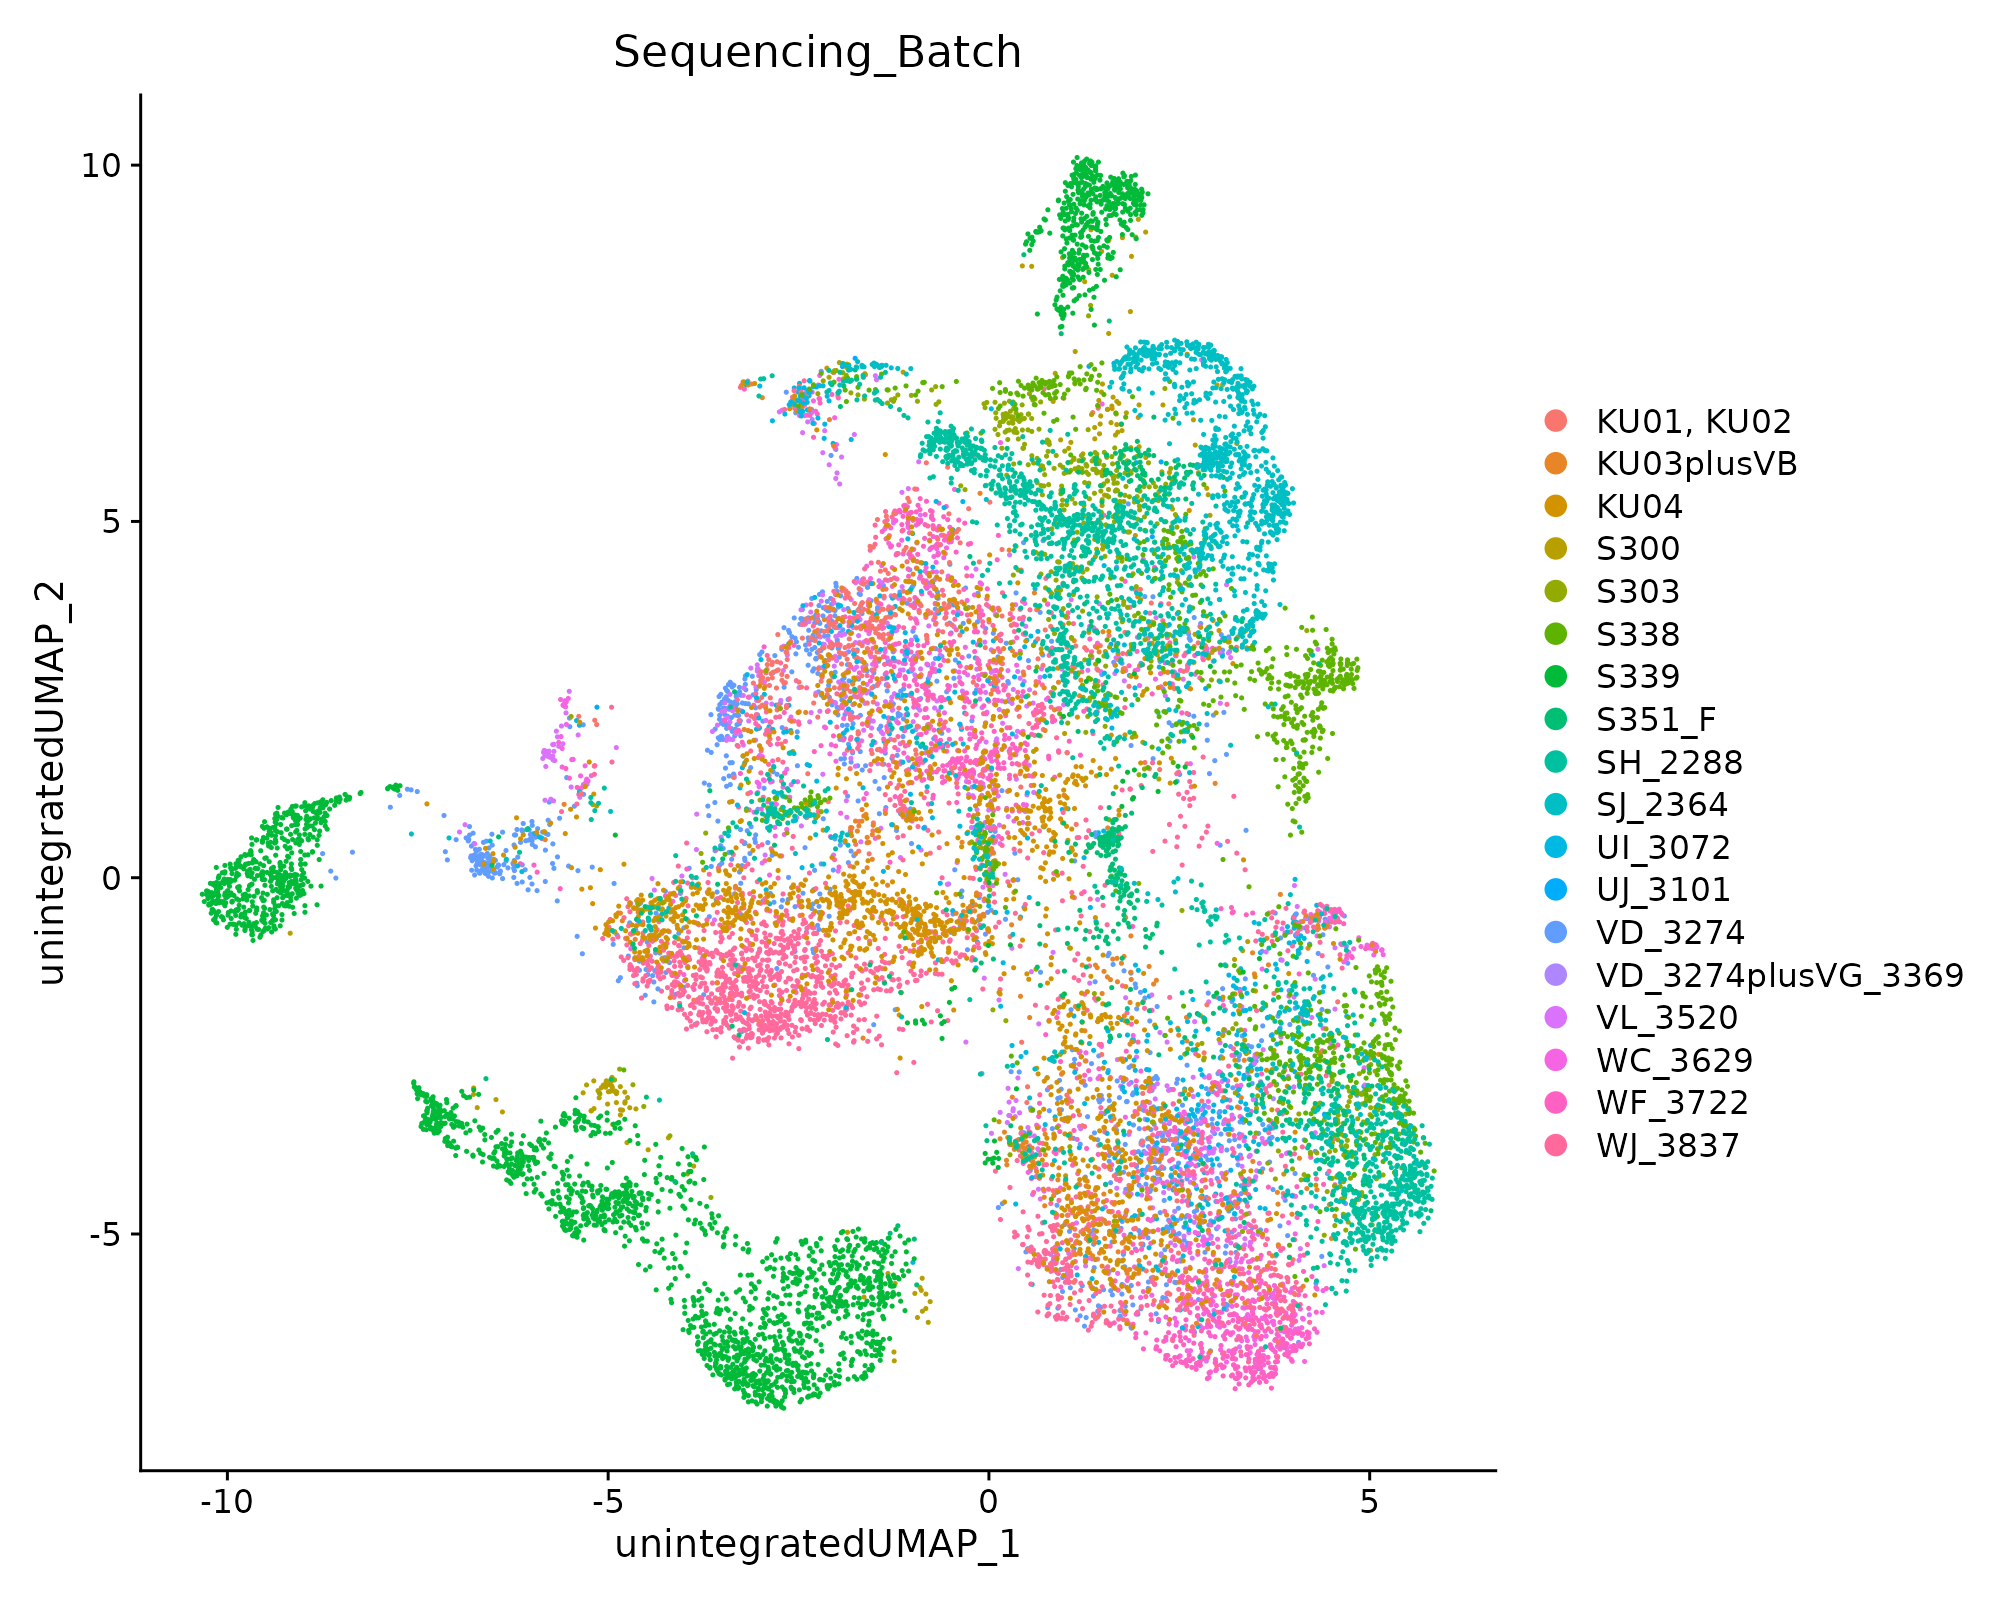 Sequencing_Batch
10
5
0
-5
unintegratedUMAP_2
-10
-5
0
5
unintegratedUMAP_1
KU01, KU02
KU03plusVB
KU04
S300
S303
S338
S339
S351_F
SH_2288
SJ_2364
UI_3072
UJ_3101
VD_3274
VD_3274plusVG_3369
VL_3520
WC_3629
WF_3722
WJ_3837